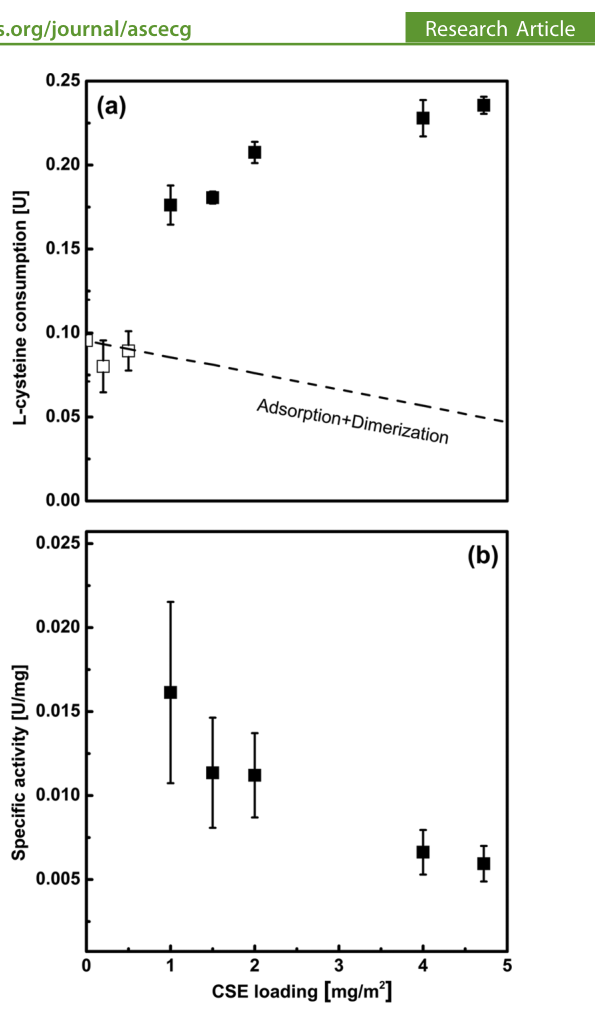 s.org/journal/ascecg
Research Article
(a)
L-cysteine consumption [U]
0.25
0.20
0.15
0.10
0.05
0.00
Adsorption+Dimerization
(b)
Specific activity [U/mg]
0.025
0.020
0.015
0.010
0.005
0 1 2 3 4 5
CSE loading [mg/m²]